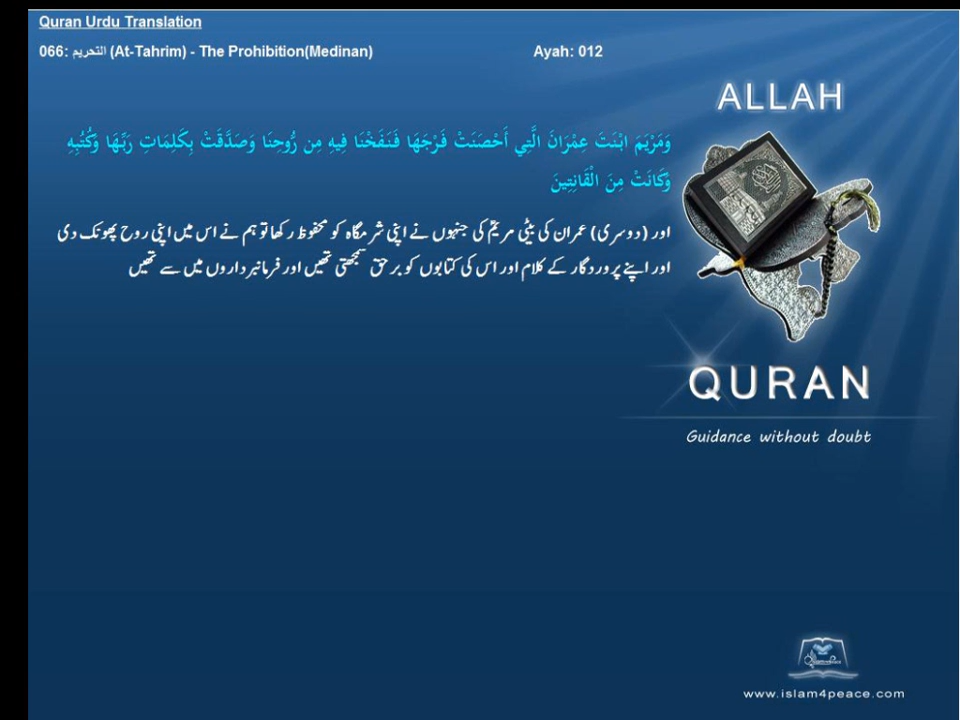 Quran Urdu Translation
066: التحريم (At-Tahrim) - The Prohibition(Medinan) Ayah: 012
ALLAH
وَمَرْيَمَ ابْنَتَ عِمْرَانَ الَّتِي أَحْصَنَتْ فَرْجَهَا فَنَفَخْنَا فِيهِ مِن رُّوحِنَا وَصَدَّقَتْ بِكَلِمَاتِ رَبِّهَا وَكُتُبِهِ
وَكَانَتْ مِنَ الْقَانِتِينَ
اور (دوسری) عمران کی بیٹی مریمؑ کی جنہوں نے اپنی شرمگاہ کو محفوظ رکھا تو ہم نے اس میں اپنی روح پھونک دی
اور اپنے پروردگار کے کلام اور اس کی کتابوں کو برحق سمجھتی تھیں اور فرمانبرداروں میں سے تھیں
QURAN
Guidance without doubt
www.islam4peace.com